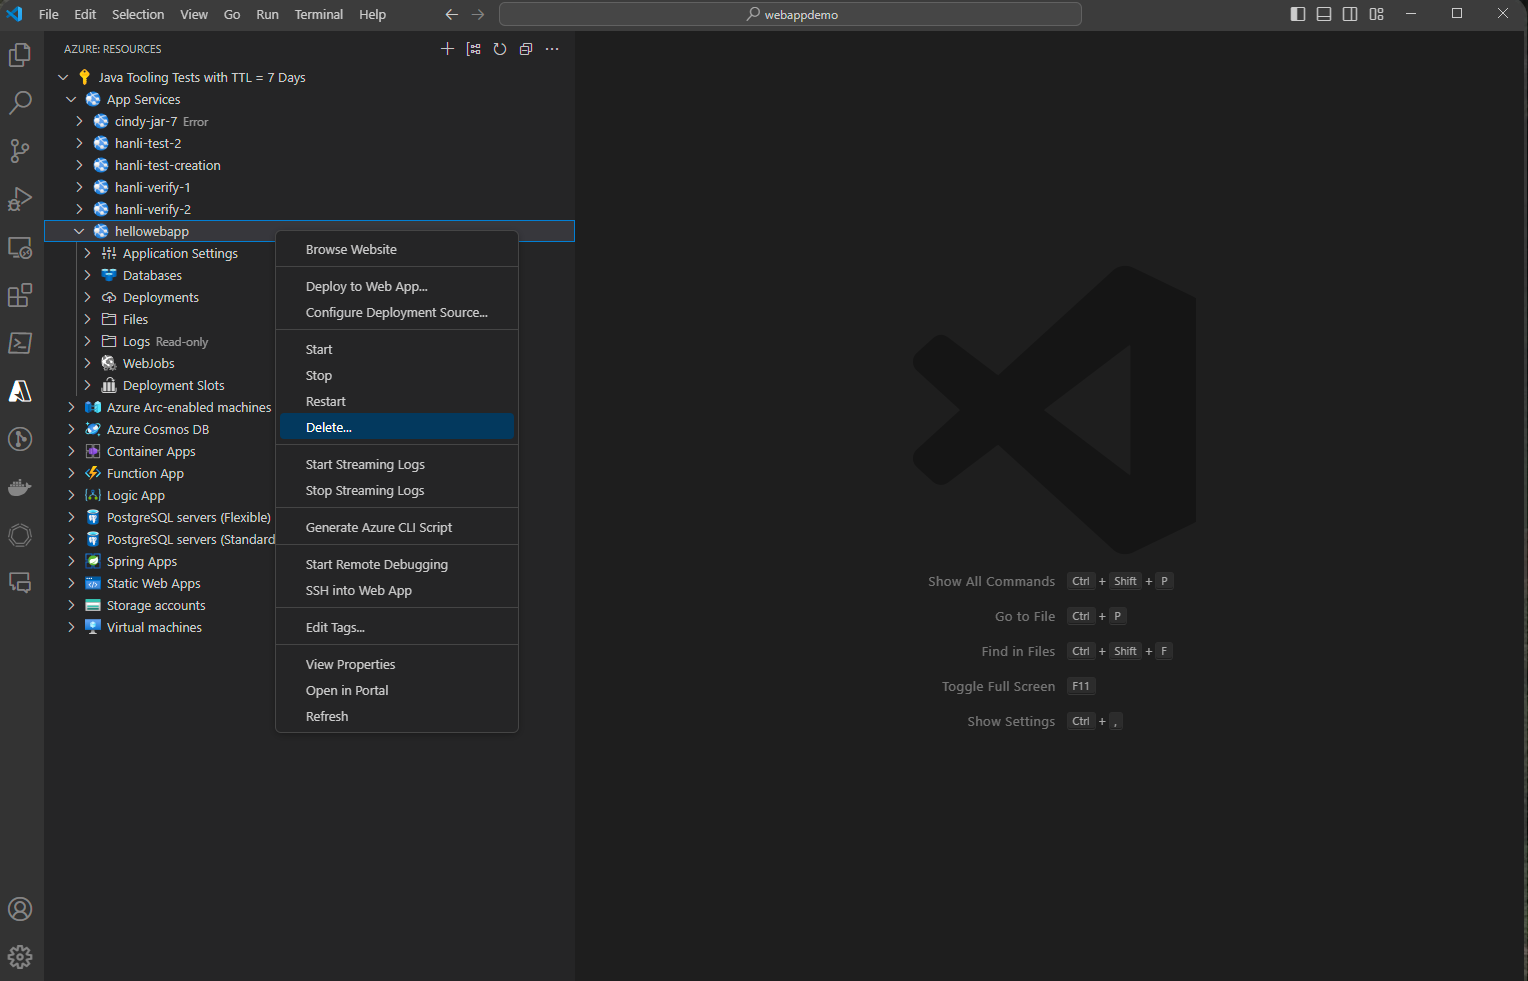 File Edit Selection View Go Run Terminal Help webappdemo
AZURE: RESOURCES
Java Tooling Tests with TTL = 7 Days
App Services
cindy-jar-7 Error
hanli-test-2
hanli-test-creation
hanli-verify-1
hanli-verify-2
hellowebapp
Application Settings
Databases
Deployments
Files
Logs Read-only
WebJobs
Deployment Slots
Azure Arc-enabled machines
Azure Cosmos DB
Container Apps
Function App
Logic App
PostgreSQL servers (Flexible)
PostgreSQL servers (Standard
Spring Apps
Static Web Apps
Storage accounts
Virtual machines
Browse Website
Deploy to Web App...
Configure Deployment Source...
Start
Stop
Restart
Delete...
Start Streaming Logs
Stop Streaming Logs
Generate Azure CLI Script
Start Remote Debugging
SSH into Web App
Edit Tags...
View Properties
Open in Portal
Refresh
Show All Commands Ctrl + Shift + P
Go to File Ctrl + P
Find in Files Ctrl + Shift + F
Toggle Full Screen F11
Show Settings Ctrl + ,